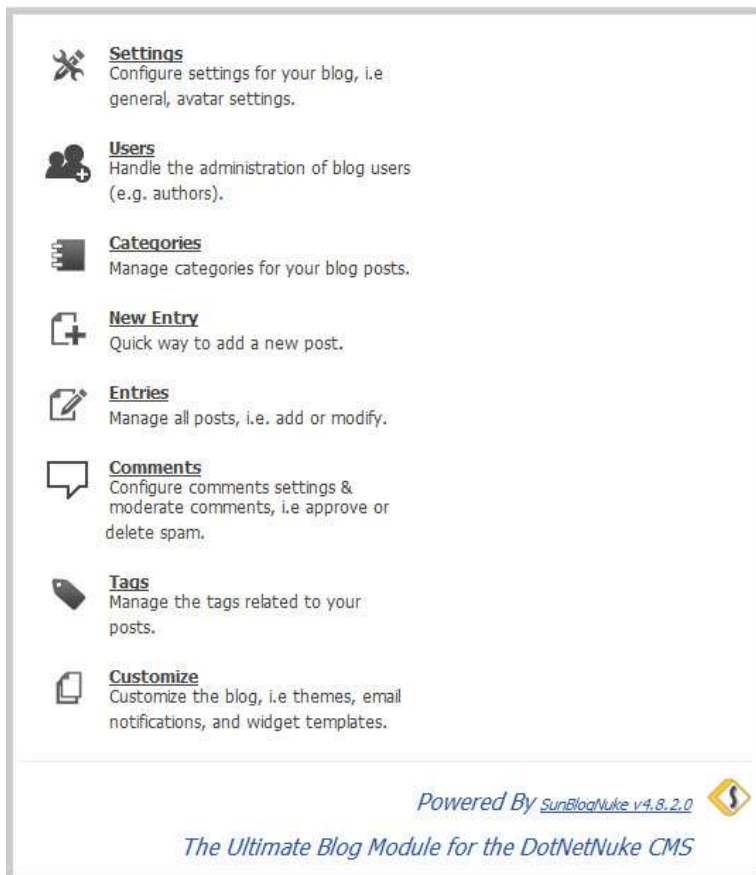 Settings
Configure settings for your blog, i.e
general, avatar settings.
Users
Handle the administration of blog users
(e.g. authors).
Categories
Manage categories for your blog posts.
New Entry
Quick way to add a new post.
Entries
Manage all posts, i.e. add or modify.
Comments
Configure comments settings &
moderate comments, i.e approve or
delete spam.
Tags
Manage the tags related to your
posts.
Customize
Customize the blog, i.e themes, email
notifications, and widget templates.
Powered By SunBlogNuke v4.8.2.0
The Ultimate Blog Module for the DotNetNuke CMS